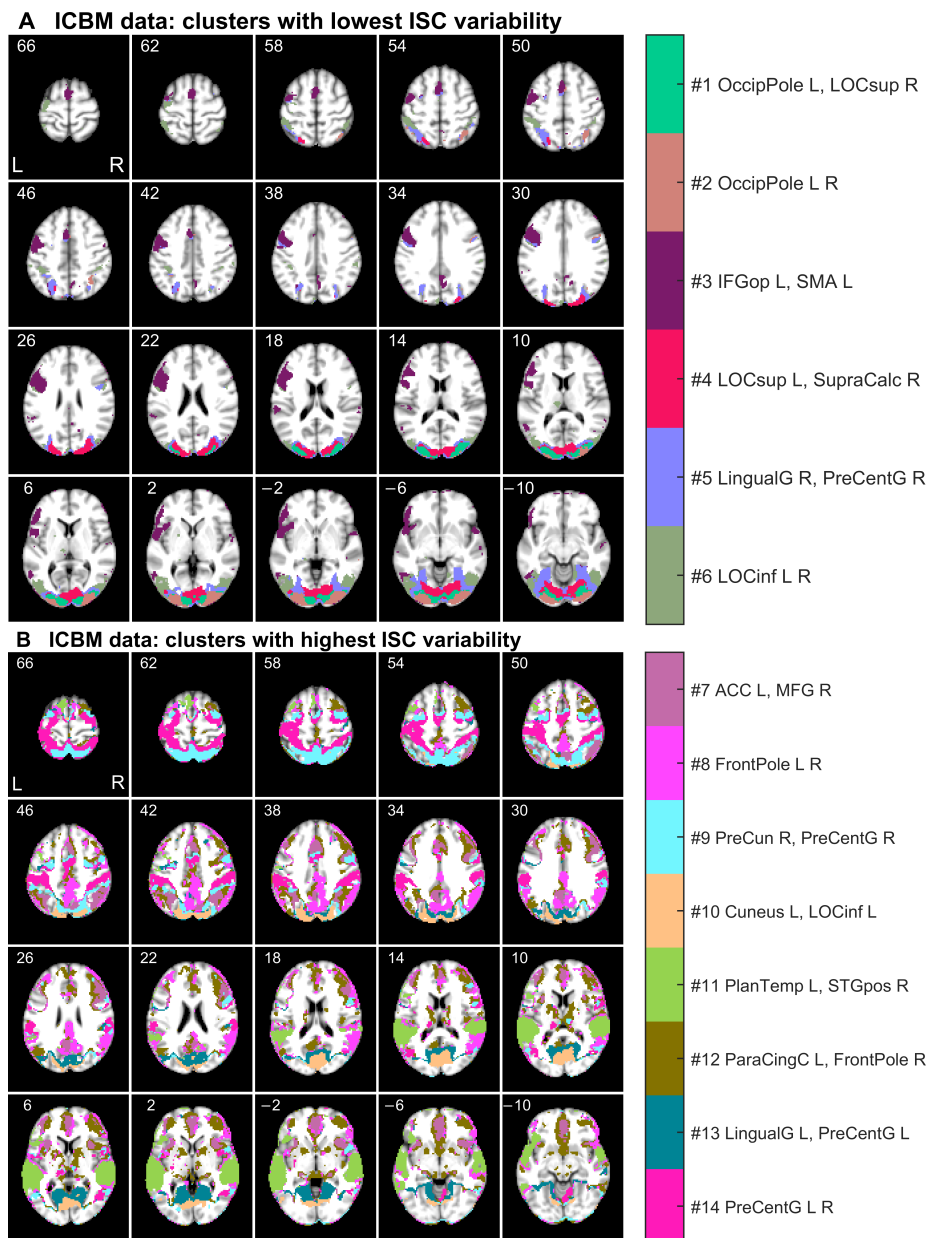 A ICBM data: clusters with lowest ISC variability
66 62 58 54 50
L R
46 42 38 34 30
26 22 18 14 10
6 2 −2 −6 −10
#1 OccipPole L, LOCsup R
#2 OccipPole L R
#3 IFGop L, SMA L
#4 LOCsup L, SupraCalc R
#5 LingualG R, PreCentG R
#6 LOCinf L R
B ICBM data: clusters with highest ISC variability
66 62 58 54 50
L R
46 42 38 34 30
26 22 18 14 10
6 2 −2 −6 −10
#7 ACC L, MFG R
#8 FrontPole L R
#9 PreCun R, PreCentG R
#10 Cuneus L, LOCinf L
#11 PlanTemp L, STGpos R
#12 ParaCingC L, FrontPole R
#13 LingualG L, PreCentG L
#14 PreCentG L R